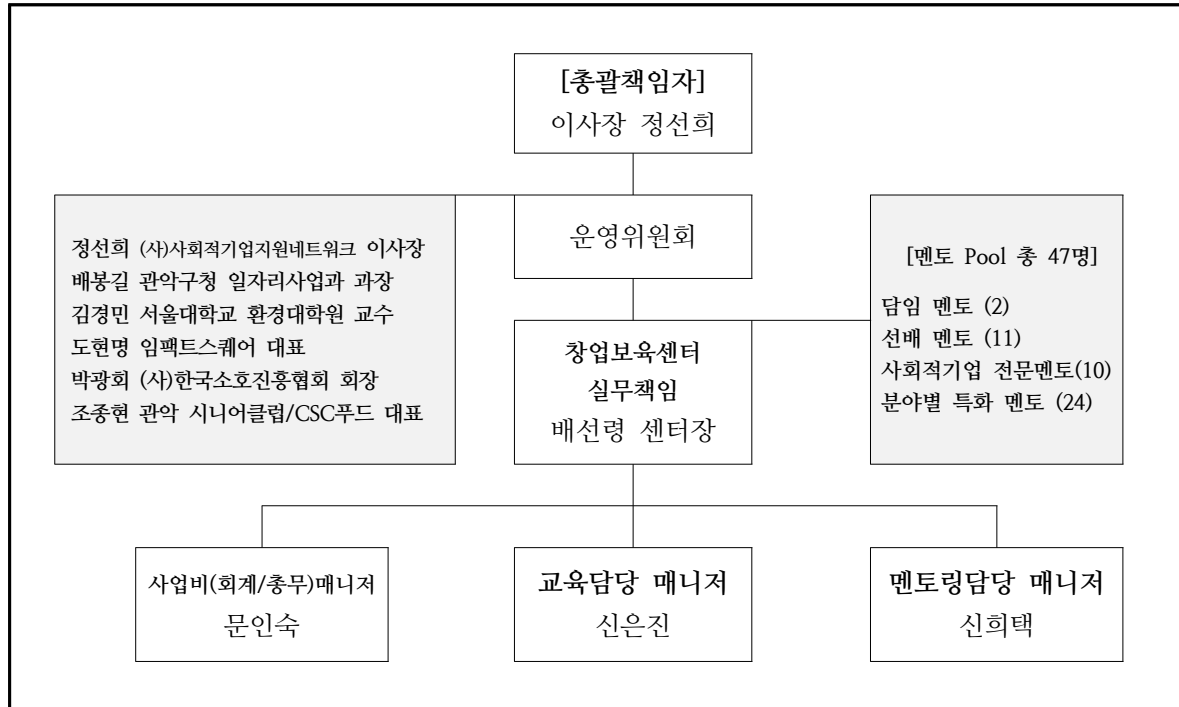 [총괄책임자]
이사장 정선희
운영위원회
정선희 (사)사회적기업지원네트워크 이사장
배봉길 관악구청 일자리사업과 과장
김경민 서울대학교 환경대학원 교수
도현명 임팩트스퀘어 대표
박광회 (사)한국소호진흥협회 회장
조종현 관악 시니어클럽/CSC푸드 대표
[멘토 Pool 총 47명]
담임 멘토 (2)
선배 멘토 (11)
사회적기업 전문멘토(10)
분야별 특화 멘토 (24)
창업보육센터
실무책임
배선령 센터장
사업비(회계/총무)매니저
문인숙
교육담당 매니저
신은진
멘토링담당 매니저
신희택